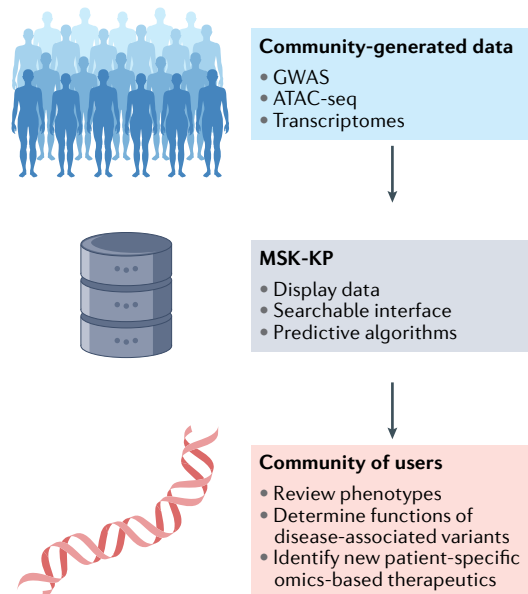 Community-generated data
• GWAS
• ATAC-seq
• Transcriptomes
MSK-KP
• Display data
• Searchable interface
• Predictive algorithms
Community of users
• Review phenotypes
• Determine functions of
disease-associated variants
• Identify new patient-specific
omics-based therapeutics